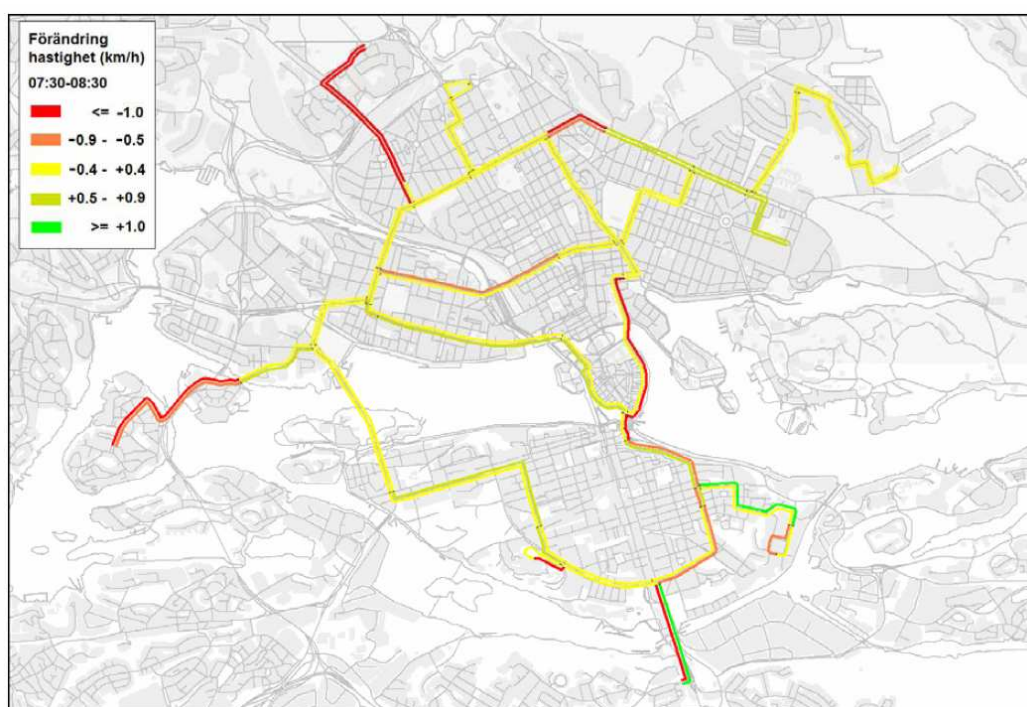 Förändring
hastighet (km/h)
07:30-08:30
<= -1.0
-0.9 - -0.5
-0.4 - +0.4
+0.5 - +0.9
>= +1.0